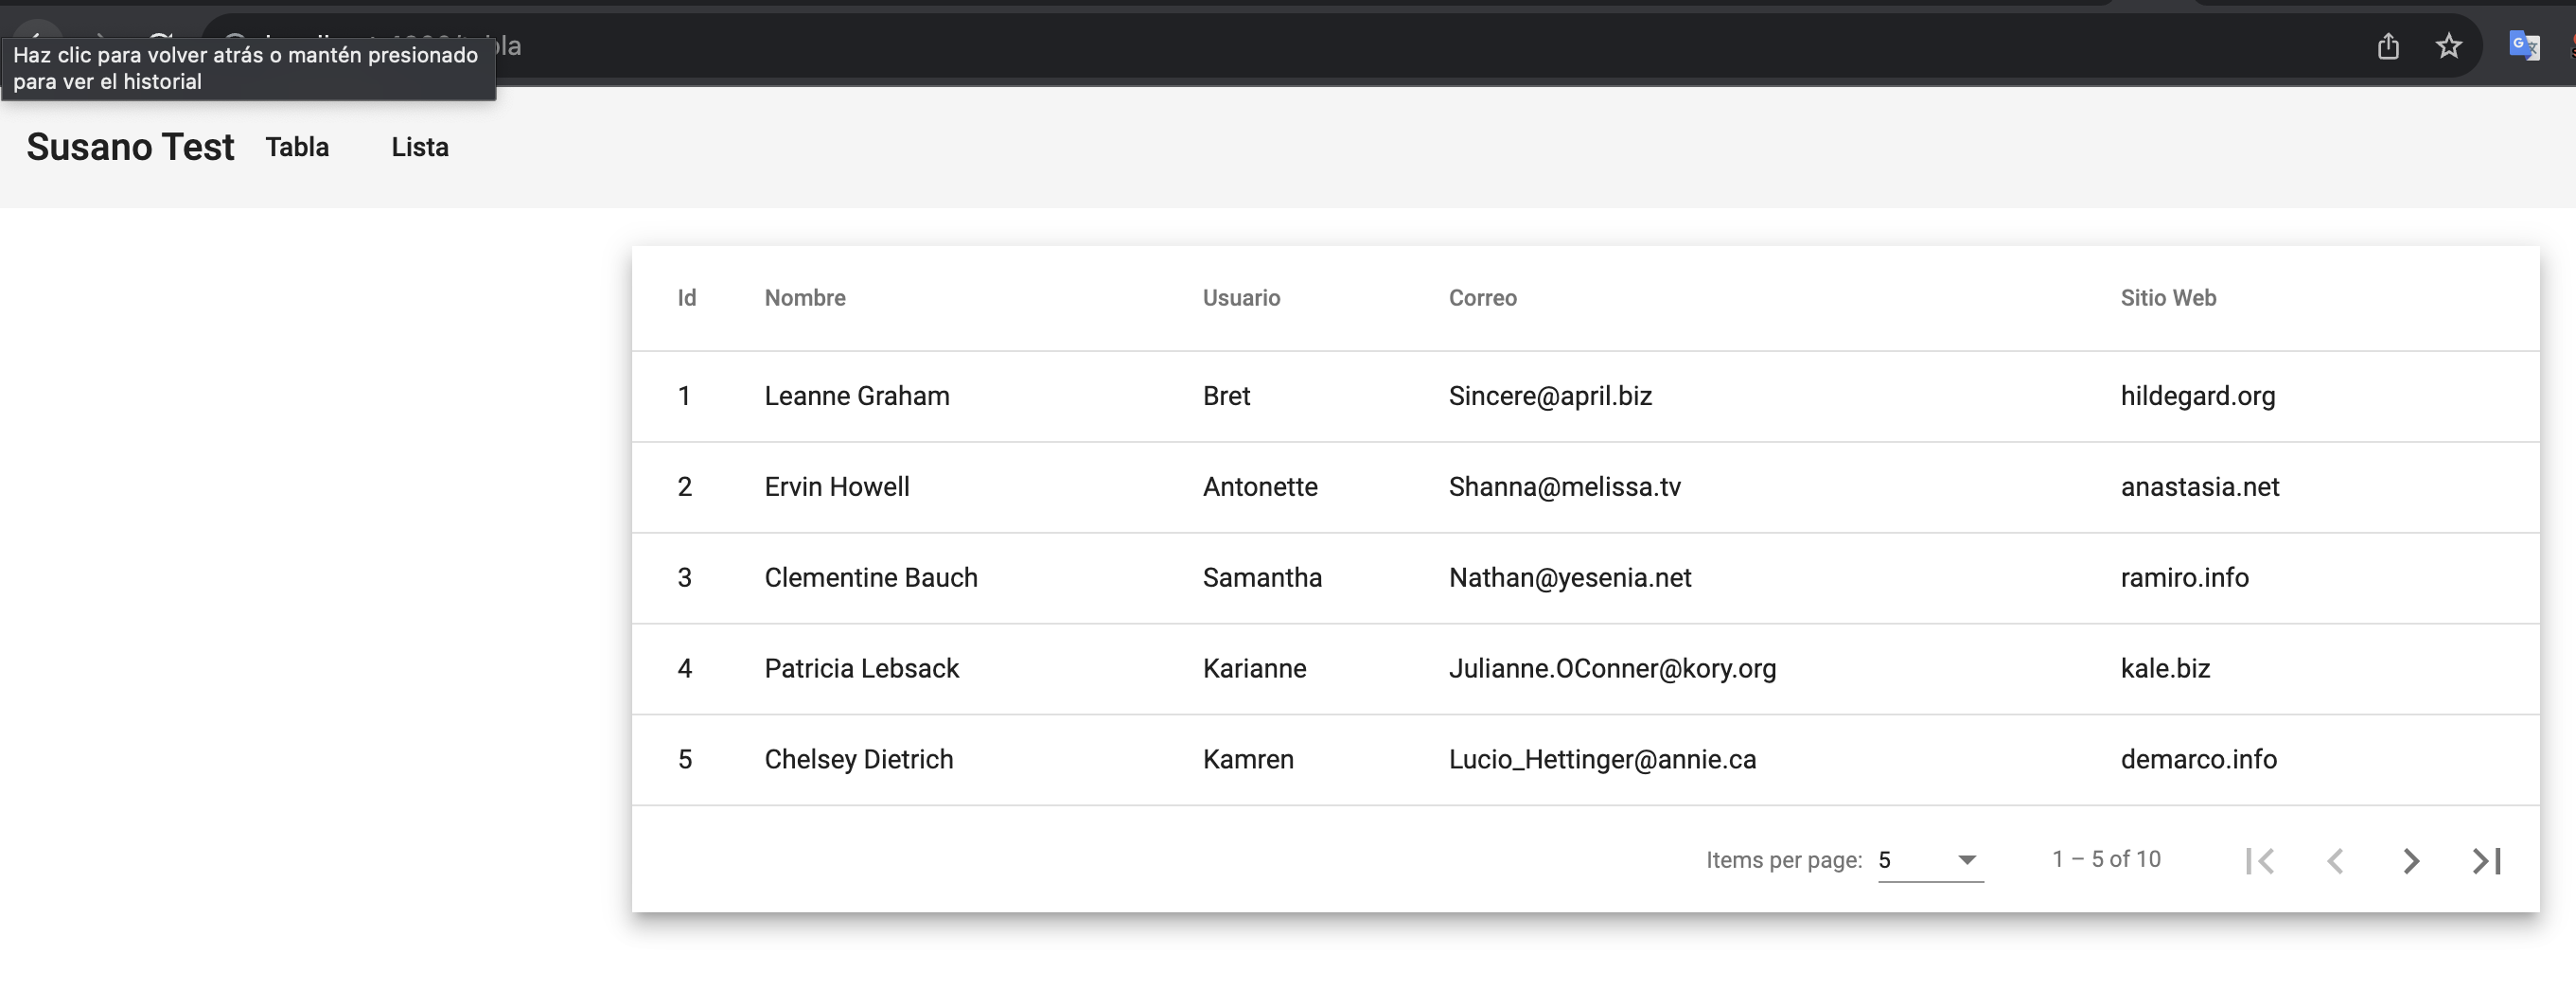 bla
Haz clic para volver atrás o mantén presionado
para ver el historial
Susano Test Tabla Lista
Id Nombre Usuario Correo Sitio Web
1 Leanne Graham Bret Sincere@april.biz hildegard.org
2 Ervin Howell Antonette Shanna@melissa.tv anastasia.net
3 Clementine Bauch Samantha Nathan@yesenia.net ramiro.info
4 Patricia Lebsack Karianne Julianne.OConner@kory.org kale.biz
5 Chelsey Dietrich Kamren Lucio_Hettinger@annie.ca demarco.info
Items per page: 5 1 – 5 of 10